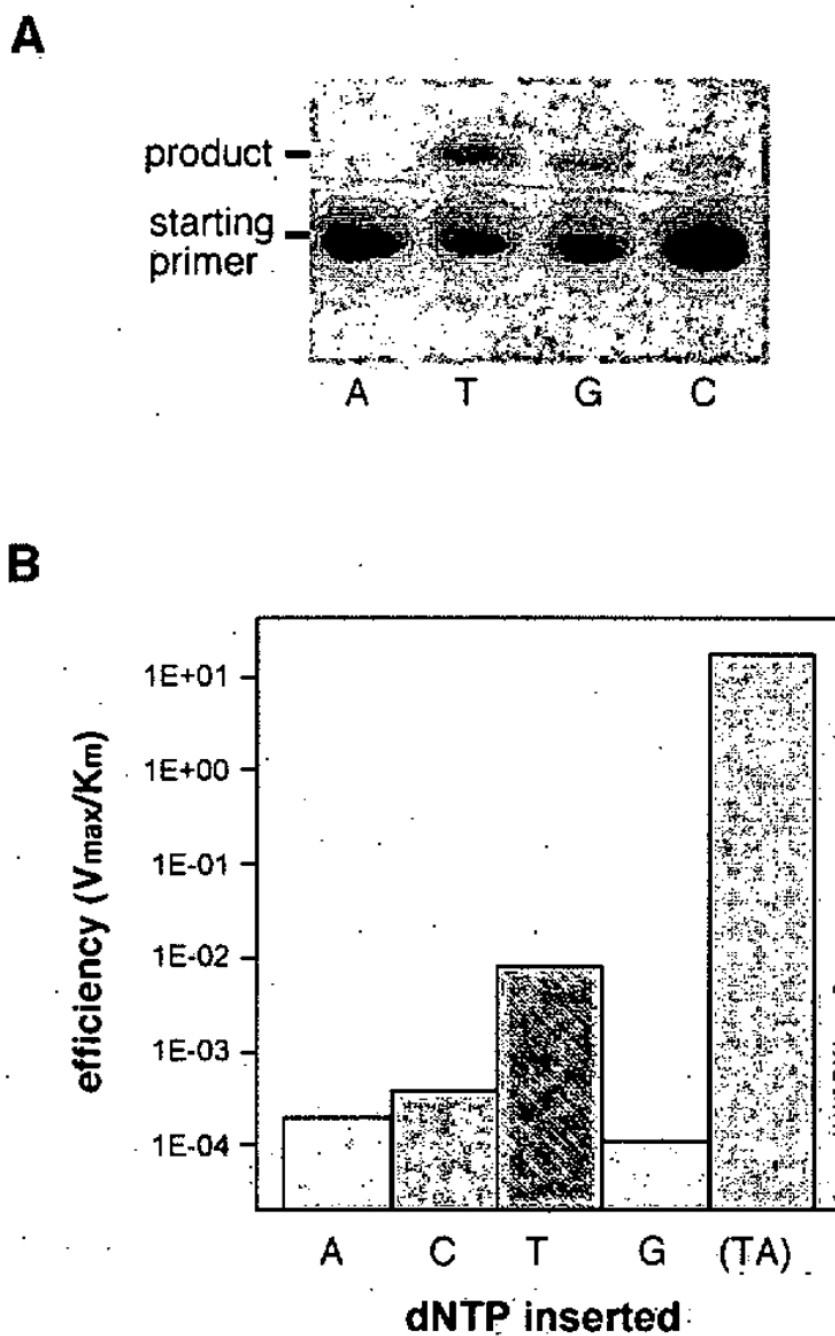 A
product
starting
primer
A T G C
B
efficiency (Vmax/Km)
1E+01
1E+00
1E-01
1E-02
1E-03
1E-04
A C T G (TA)
dNTP inserted